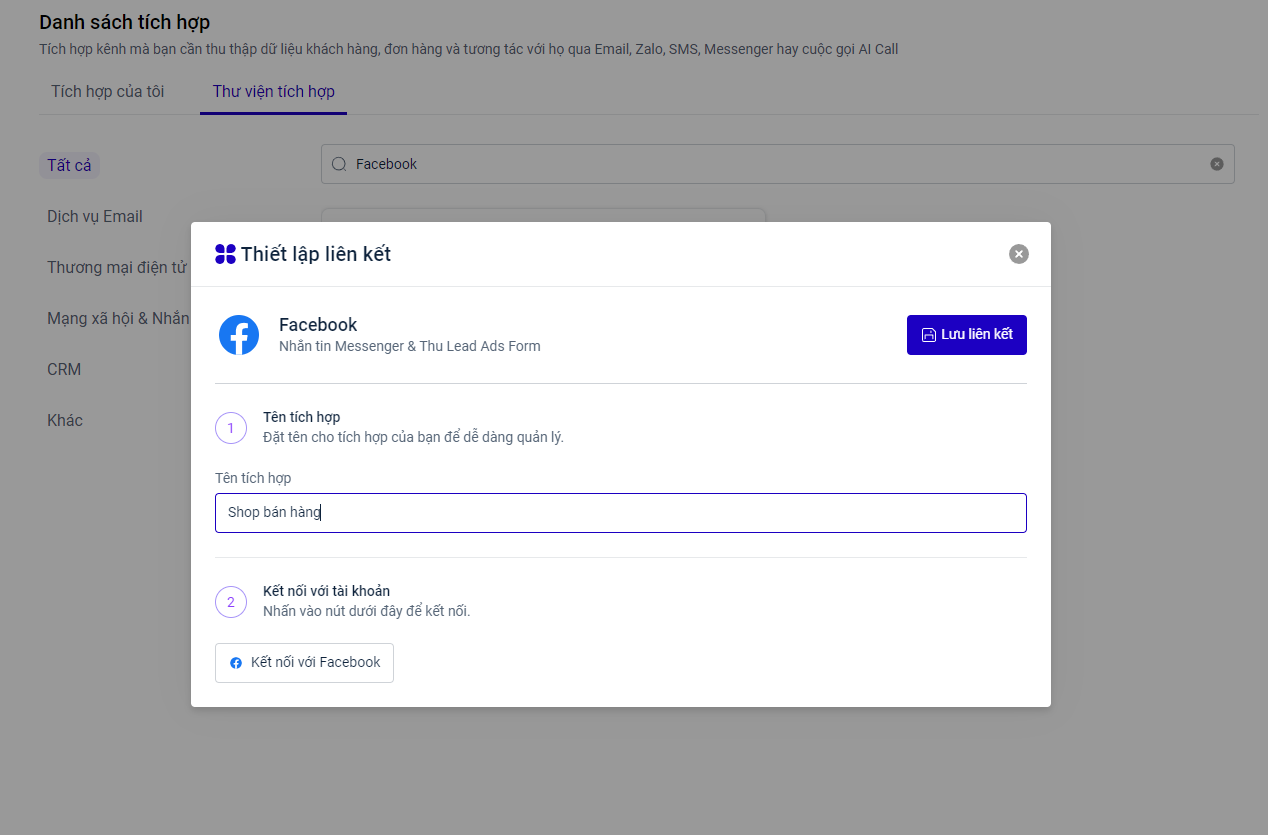 Danh sách tích hợp
Tích hợp kênh mà bạn cần thu thập dữ liệu khách hàng, đơn hàng và tương tác với họ qua Email, Zalo, SMS, Messenger hay cuộc gọi AI Call
Tích hợp của tôi
Thư viện tích hợp
Tất cả
Facebook
Dịch vụ Email
Thương mại điện tử
Mạng xã hội & Nhắn
CRM
Khác
Thiết lập liên kết
Facebook
Nhắn tin Messenger & Thu Lead Ads Form
Lưu liên kết
1
Tên tích hợp
Đặt tên cho tích hợp của bạn để dễ dàng quản lý.
Tên tích hợp
Shop bán hàng
2
Kết nối với tài khoản
Nhấn vào nút dưới đây để kết nối.
Kết nối với Facebook